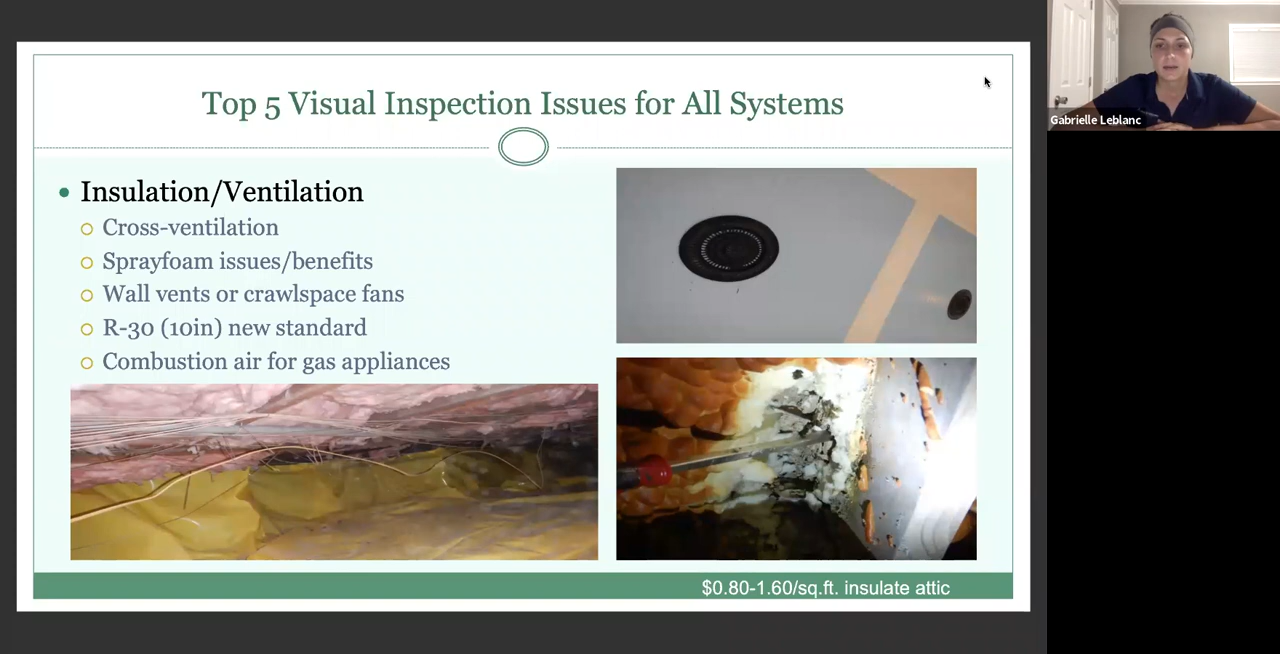 Top 5 Visual Inspection Issues for All Systems
Insulation/Ventilation
Cross-ventilation
Sprayfoam issues/benefits
Wall vents or crawlspace fans
R-30 (10in) new standard
Combustion air for gas appliances
$0.80-1.60/sq.ft. insulate attic
Gabrielle Leblanc